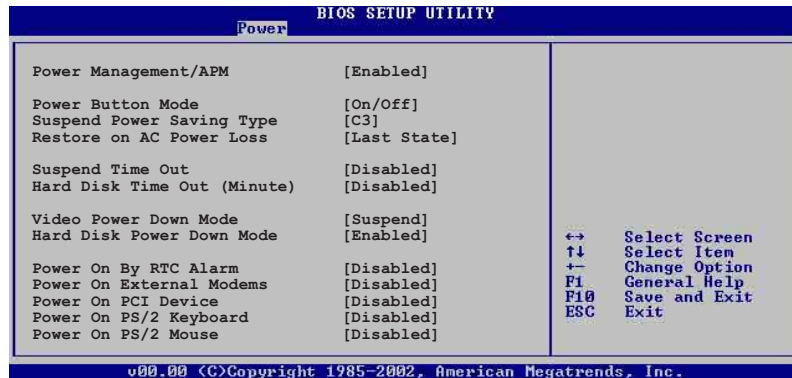 BIOS SETUP UTILITY
Power
Power Management/APM [Enabled]
Power Button Mode [On/Off]
Suspend Power Saving Type [C3]
Restore on AC Power Loss [Last State]
Suspend Time Out [Disabled]
Hard Disk Time Out (Minute) [Disabled]
Video Power Down Mode [Suspend]
Hard Disk Power Down Mode [Enabled]
Power On By RTC Alarm [Disabled]
Power On External Modems [Disabled]
Power On PCI Device [Disabled]
Power On PS/2 Keyboard [Disabled]
Power On PS/2 Mouse [Disabled]
↔ Select Screen
↑↓ Select Item
+- Change Option
F1 General Help
F10 Save and Exit
ESC Exit
v00.00 (C)Copyright 1985-2002, American Megatrends, Inc.